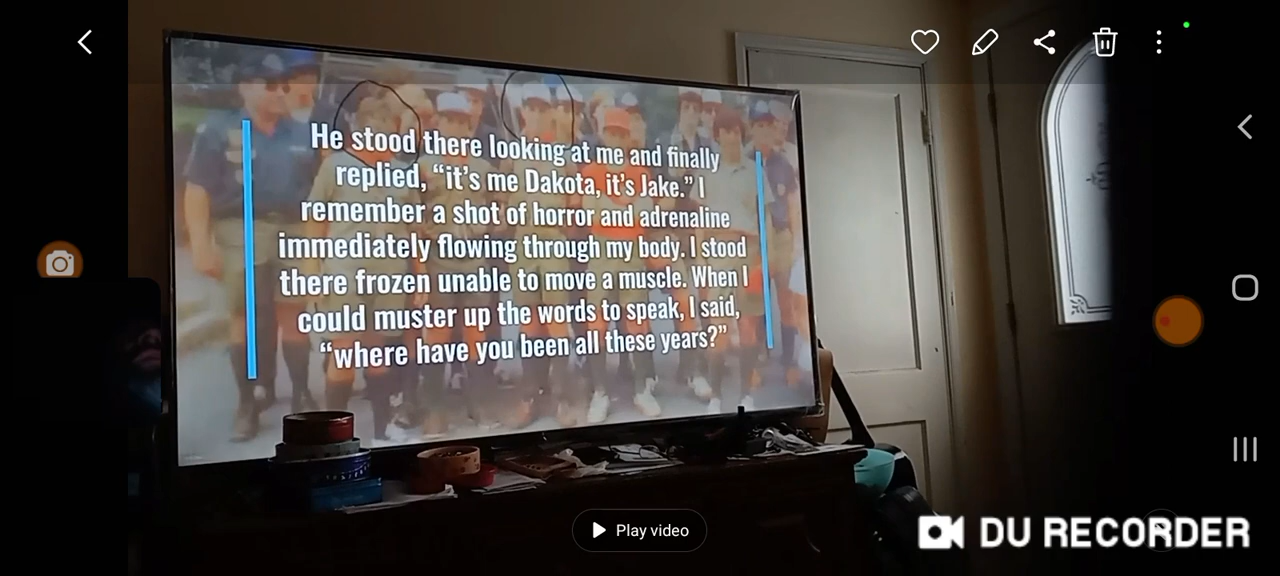 He stood there looking at me and finally
replied, “it’s me Dakota, it’s Jake.” I
remember a shot of horror and adrenaline
immediately flowing through my body. I stood
there frozen unable to move a muscle. When I
could muster up the words to speak, I said,
“where have you been all these years?”
Play video
DU RECORDER